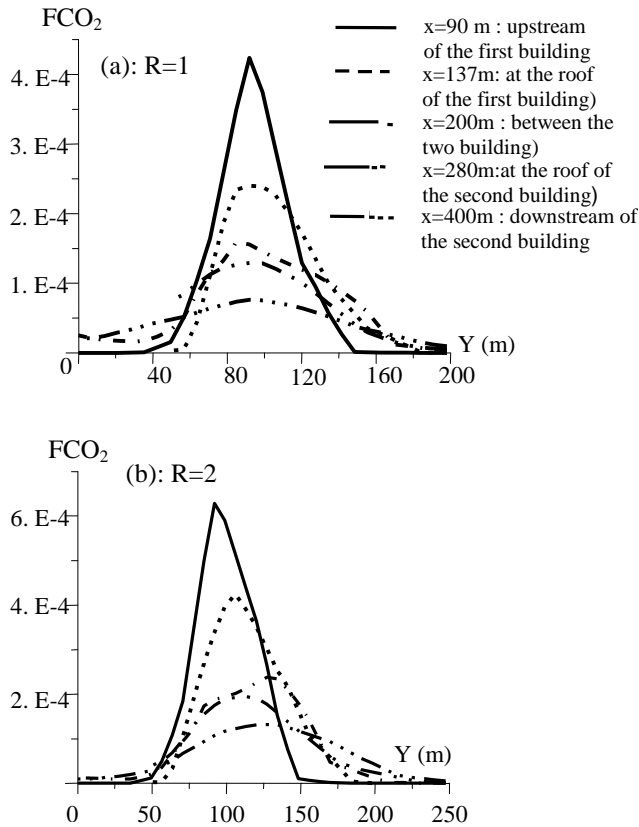 FCO₂
(a): R=1
4. E-4
3. E-4
2. E-4
1. E-4
0
40
80
120
160
200
Y (m)
x=90 m : upstream
of the first building
x=137m: at the roof
of the first building)
x=200m : between the
two building)
x=280m:at the roof of
the second building)
x=400m : downstream of
the second building
FCO₂
(b): R=2
6. E-4
4. E-4
2. E-4
0
50
100
150
200
250
Y (m)